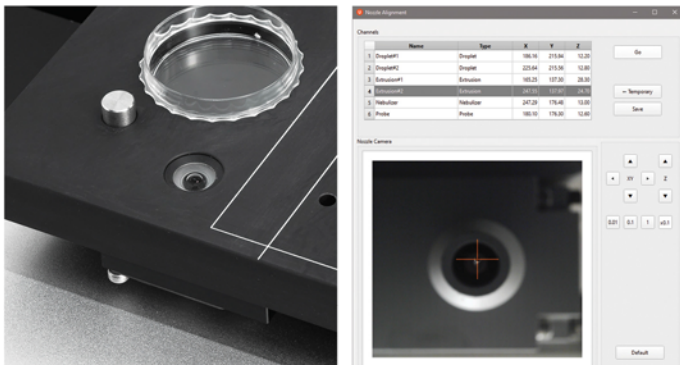 Nozzle Alignment
Channels
Name Type X Y Z
1 Droplet#1 Droplet 186.16 215.84 12.20
2 Droplet#2 Droplet 225.64 215.56 12.80
3 Extrusion#1 Extrusion 165.25 137.50 28.30
4 Extrusion#2 Extrusion 247.55 137.97 24.70
5 Nebulizer Nebulizer 247.29 176.48 13.00
6 Probe Probe 180.10 176.30 12.60
Go
← Temporary
Save
Nozzle Camera
XY Z
0.01 0.1 1 x0.1
Default